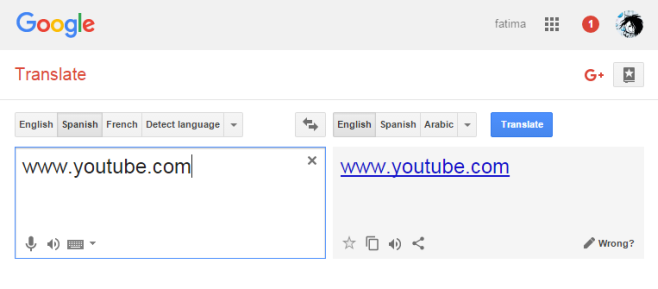 Google
fatima 1
Translate G+
English Spanish French Detect language English Spanish Arabic Translate
www.youtube.com × www.youtube.com
Wrong?